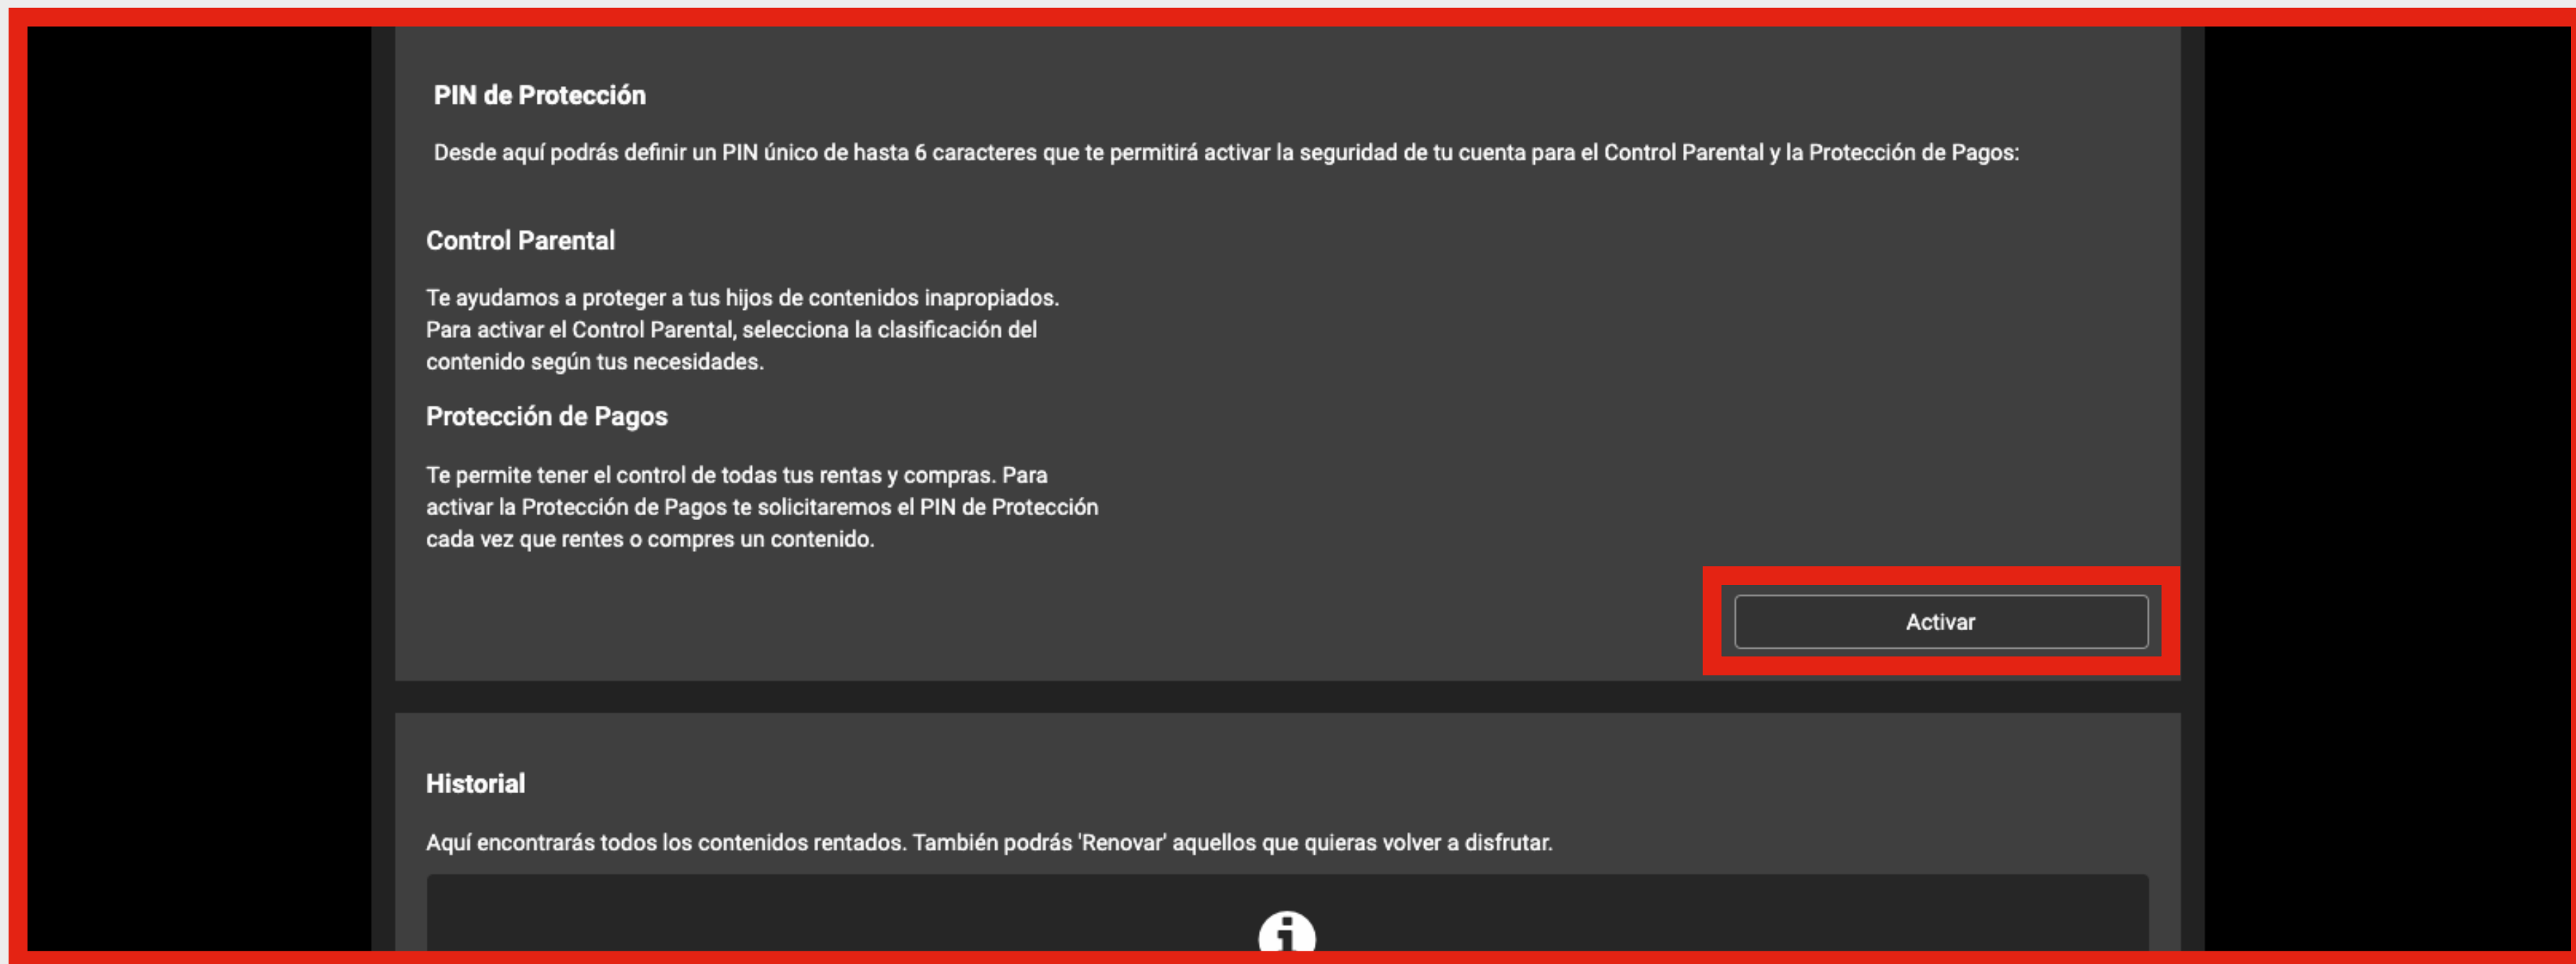 PIN de Protección
Desde aquí podrás definir un PIN único de hasta 6 caracteres que te permitirá activar la seguridad de tu cuenta para el Control Parental y la Protección de Pagos:
Control Parental
Te ayudamos a proteger a tus hijos de contenidos inapropiados.
Para activar el Control Parental, selecciona la clasificación del
contenido según tus necesidades.
Protección de Pagos
Te permite tener el control de todas tus rentas y compras. Para
activar la Protección de Pagos te solicitaremos el PIN de Protección
cada vez que rentes o compres un contenido.
Activar
Historial
Aquí encontrarás todos los contenidos rentados. También podrás 'Renovar' aquellos que quieras volver a disfrutar.